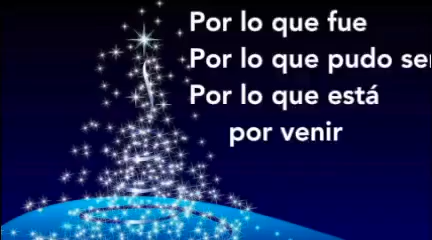 Por lo que fue
Por lo que pudo ser
Por lo que está
por venir